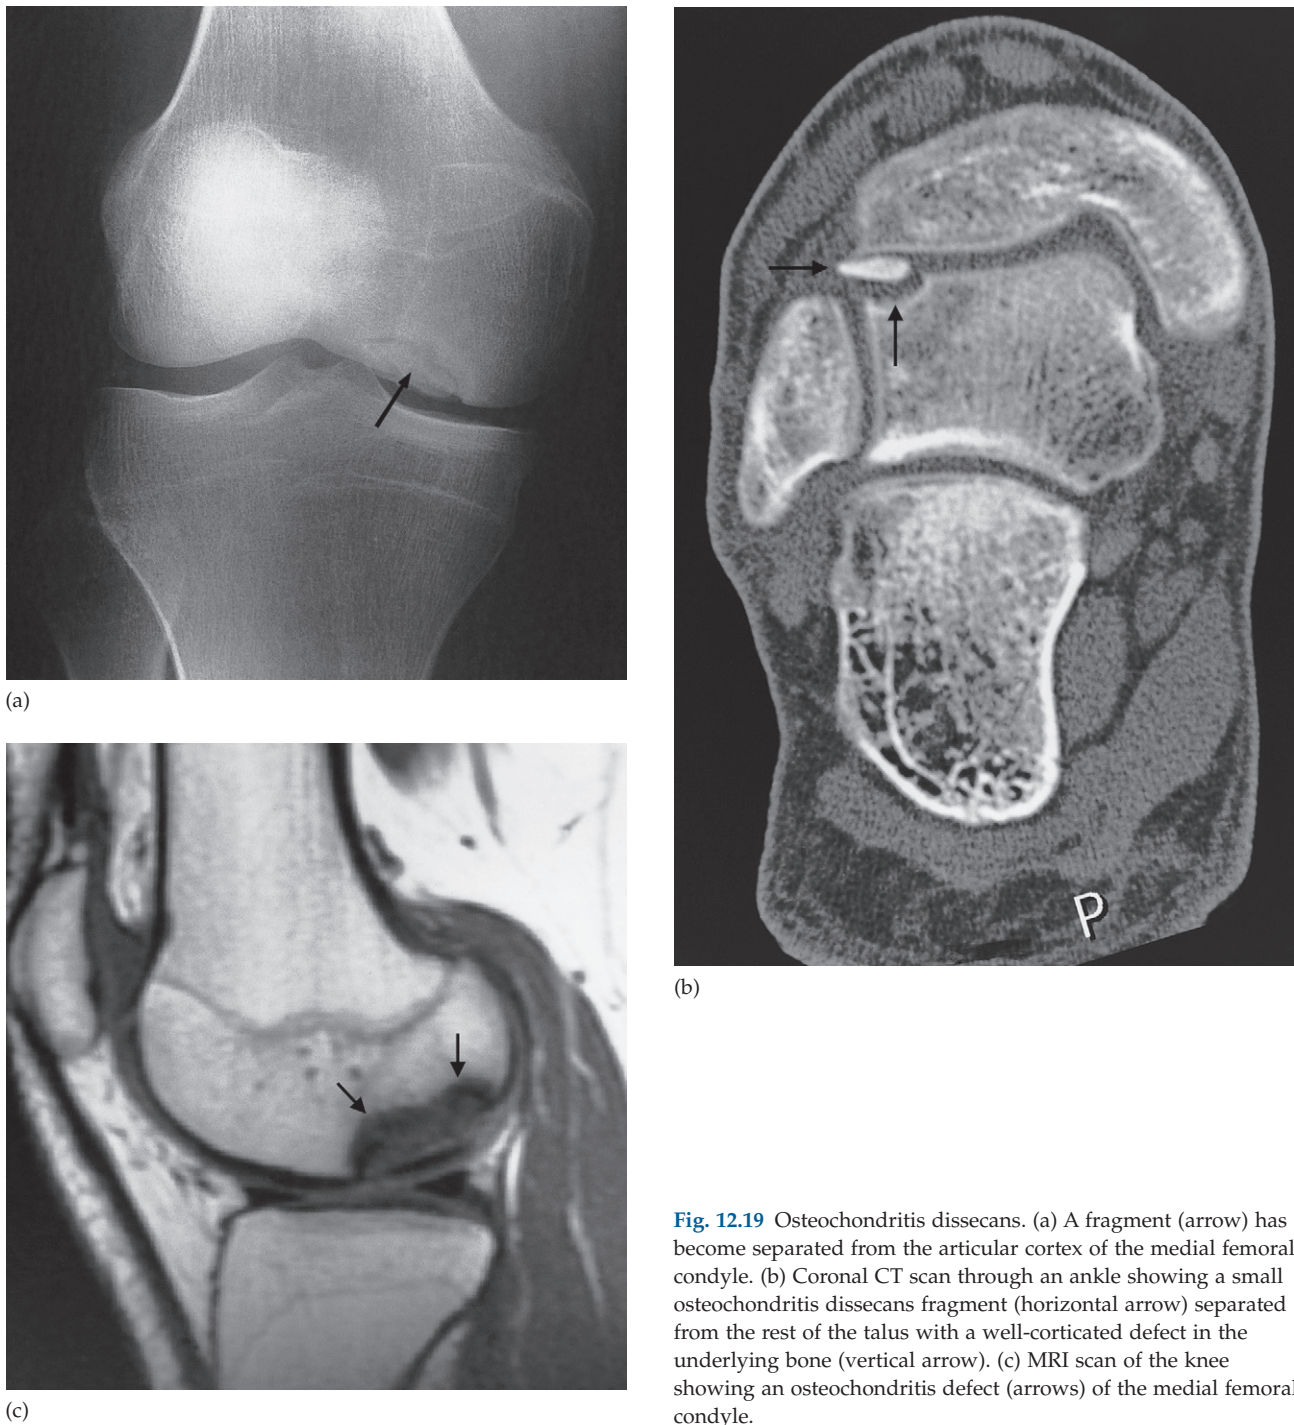 (a)
P
(b)
(c)
Fig. 12.19 Osteochondritis dissecans. (a) A fragment (arrow) has
become separated from the articular cortex of the medial femoral
condyle. (b) Coronal CT scan through an ankle showing a small
osteochondritis dissecans fragment (horizontal arrow) separated
from the rest of the talus with a well-corticated defect in the
underlying bone (vertical arrow). (c) MRI scan of the knee
showing an osteochondritis defect (arrows) of the medial femoral
condyle.